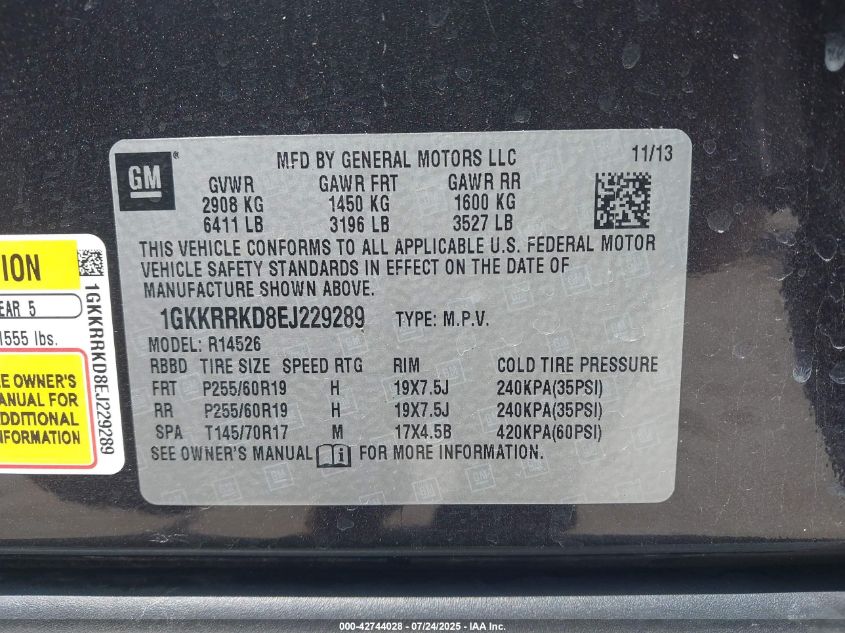 GM ®
MFD BY GENERAL MOTORS LLC 11/13
GVWR GAWR FRT GAWR RR
2908 KG 1450 KG 1600 KG
6411 LB 3196 LB 3527 LB
THIS VEHICLE CONFORMS TO ALL APPLICABLE U.S. FEDERAL MOTOR
VEHICLE SAFETY STANDARDS IN EFFECT ON THE DATE OF
MANUFACTURE SHOWN ABOVE.
1GKKRRKD8EJ229289 TYPE: M.P.V.
MODEL: R14526
RBBD TIRE SIZE SPEED RTG RIM COLD TIRE PRESSURE
FRT P255/60R19 H 19X7.5J 240KPA(35PSI)
RR P255/60R19 H 19X7.5J 240KPA(35PSI)
SPA T145/70R17 M 17X4.5B 420KPA(60PSI)
SEE OWNER'S MANUAL i FOR MORE INFORMATION.
ION
EAR 5
1555 lbs.
E OWNER'S
ANUAL FOR
ADDITIONAL
INFORMATION
1GKKRRKD8EJ229289
000-42744028 - 07/24/2025 - IAA Inc.